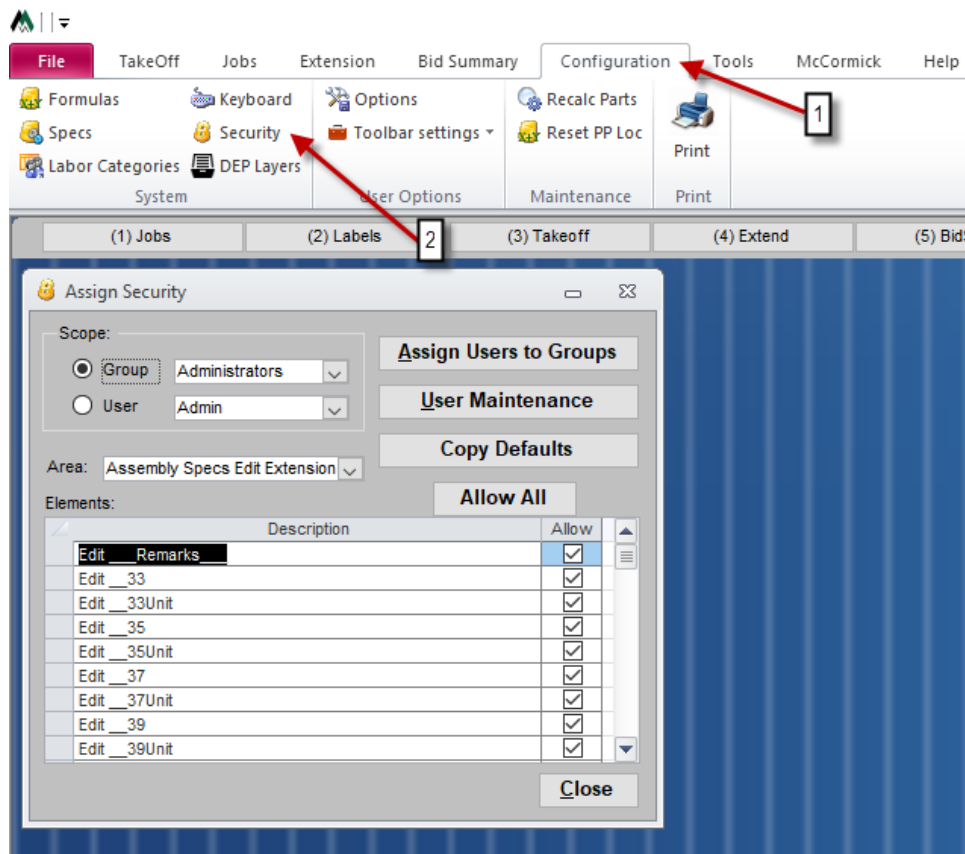 File TakeOff Jobs Extension Bid Summary Configuration Tools McCormick Help
Formulas Keyboard Options Recalc Parts
1
Specs Security Toolbar settings Reset PP Loc
Print
Labor Categories DEP Layers
System User Options Maintenance Print
(1) Jobs (2) Labels (3) Takeoff (4) Extend (5) Bid
2
Assign Security
Scope:
Group Administrators
Assign Users to Groups
User Admin
User Maintenance
Copy Defaults
Area: Assembly Specs Edit Extension
Allow All
Elements:
Description Allow
Edit ___Remarks___
Edit __33
Edit __33Unit
Edit __35
Edit __35Unit
Edit __37
Edit __37Unit
Edit __39
Edit __39Unit
Close